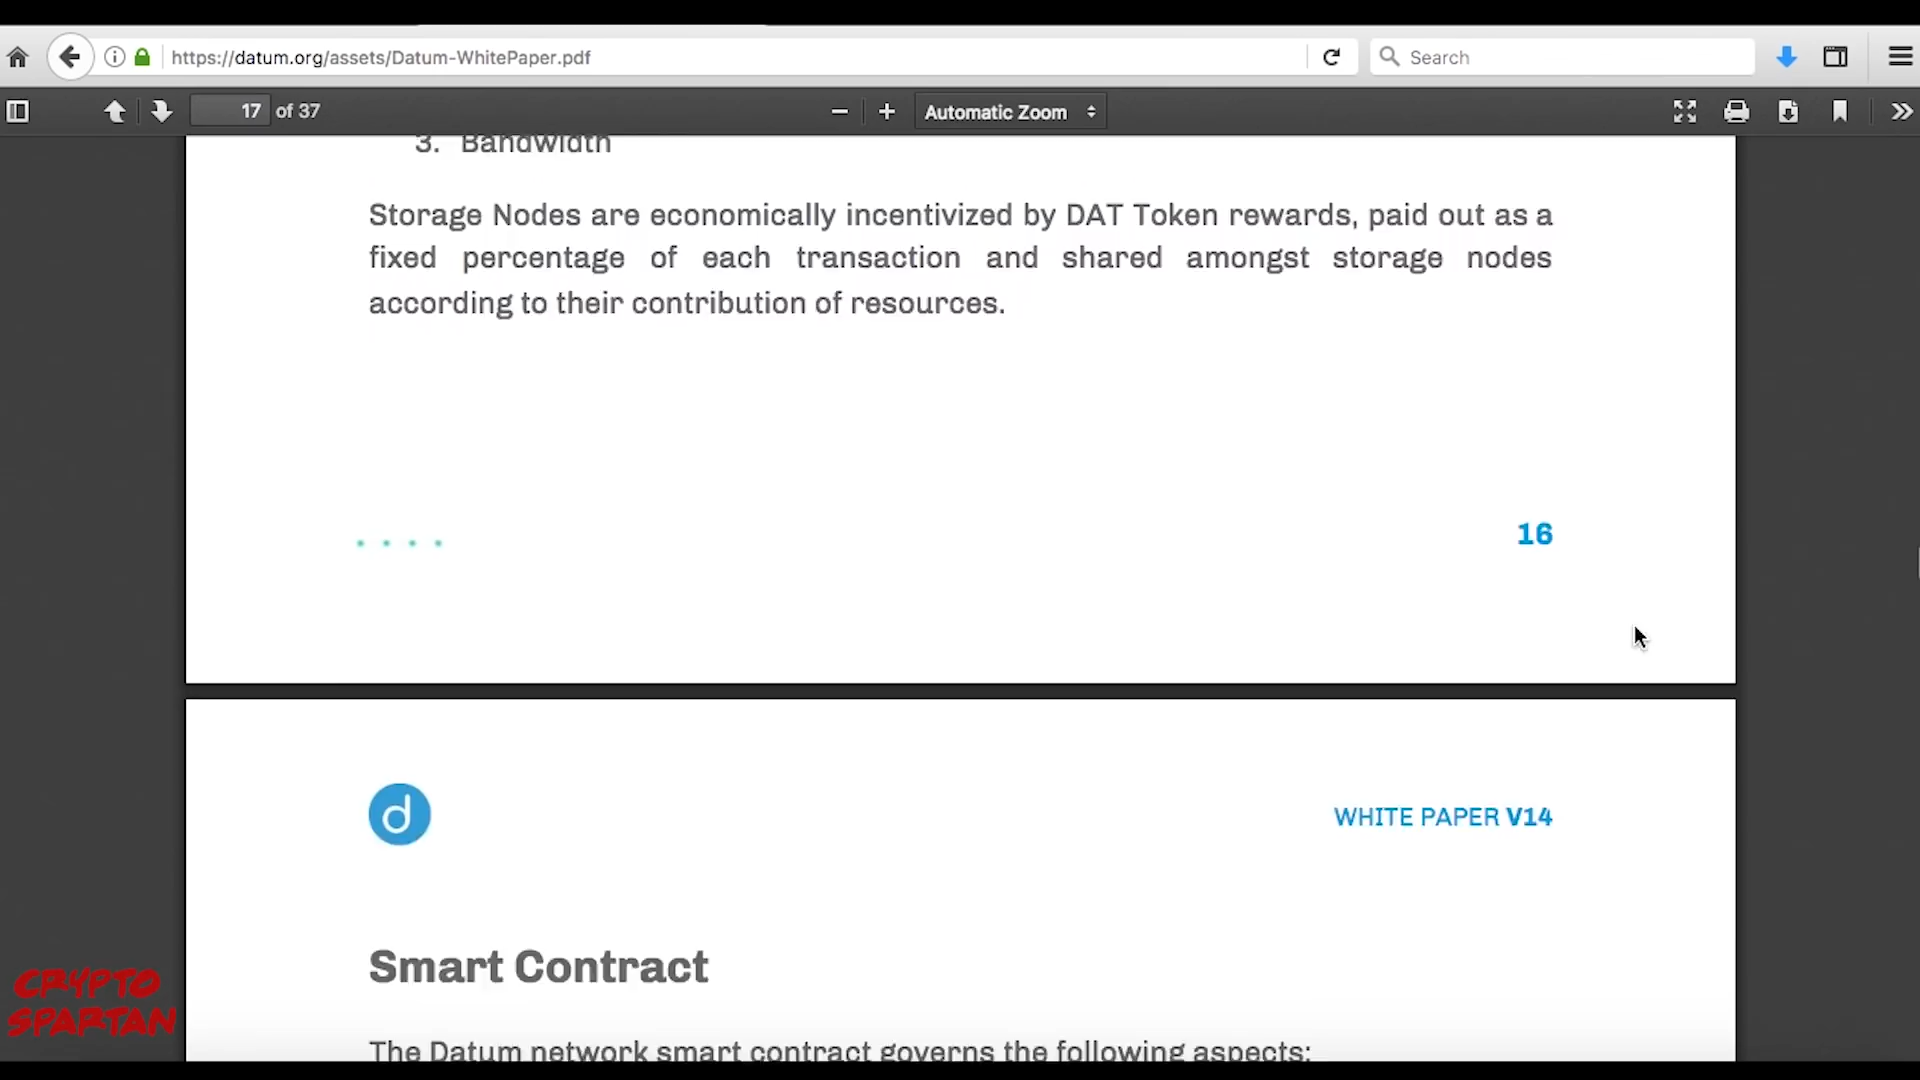 https://datum.org/assets/Datum-WhitePaper.pdf
Search
17 of 37
Automatic Zoom
3. Bandwidth
Storage Nodes are economically incentivized by DAT Token rewards, paid out as a
fixed percentage of each transaction and shared amongst storage nodes
according to their contribution of resources.
16
d
WHITE PAPER V14
Smart Contract
The Datum network smart contract governs the following aspects:
CRYPTO
SPARTAN